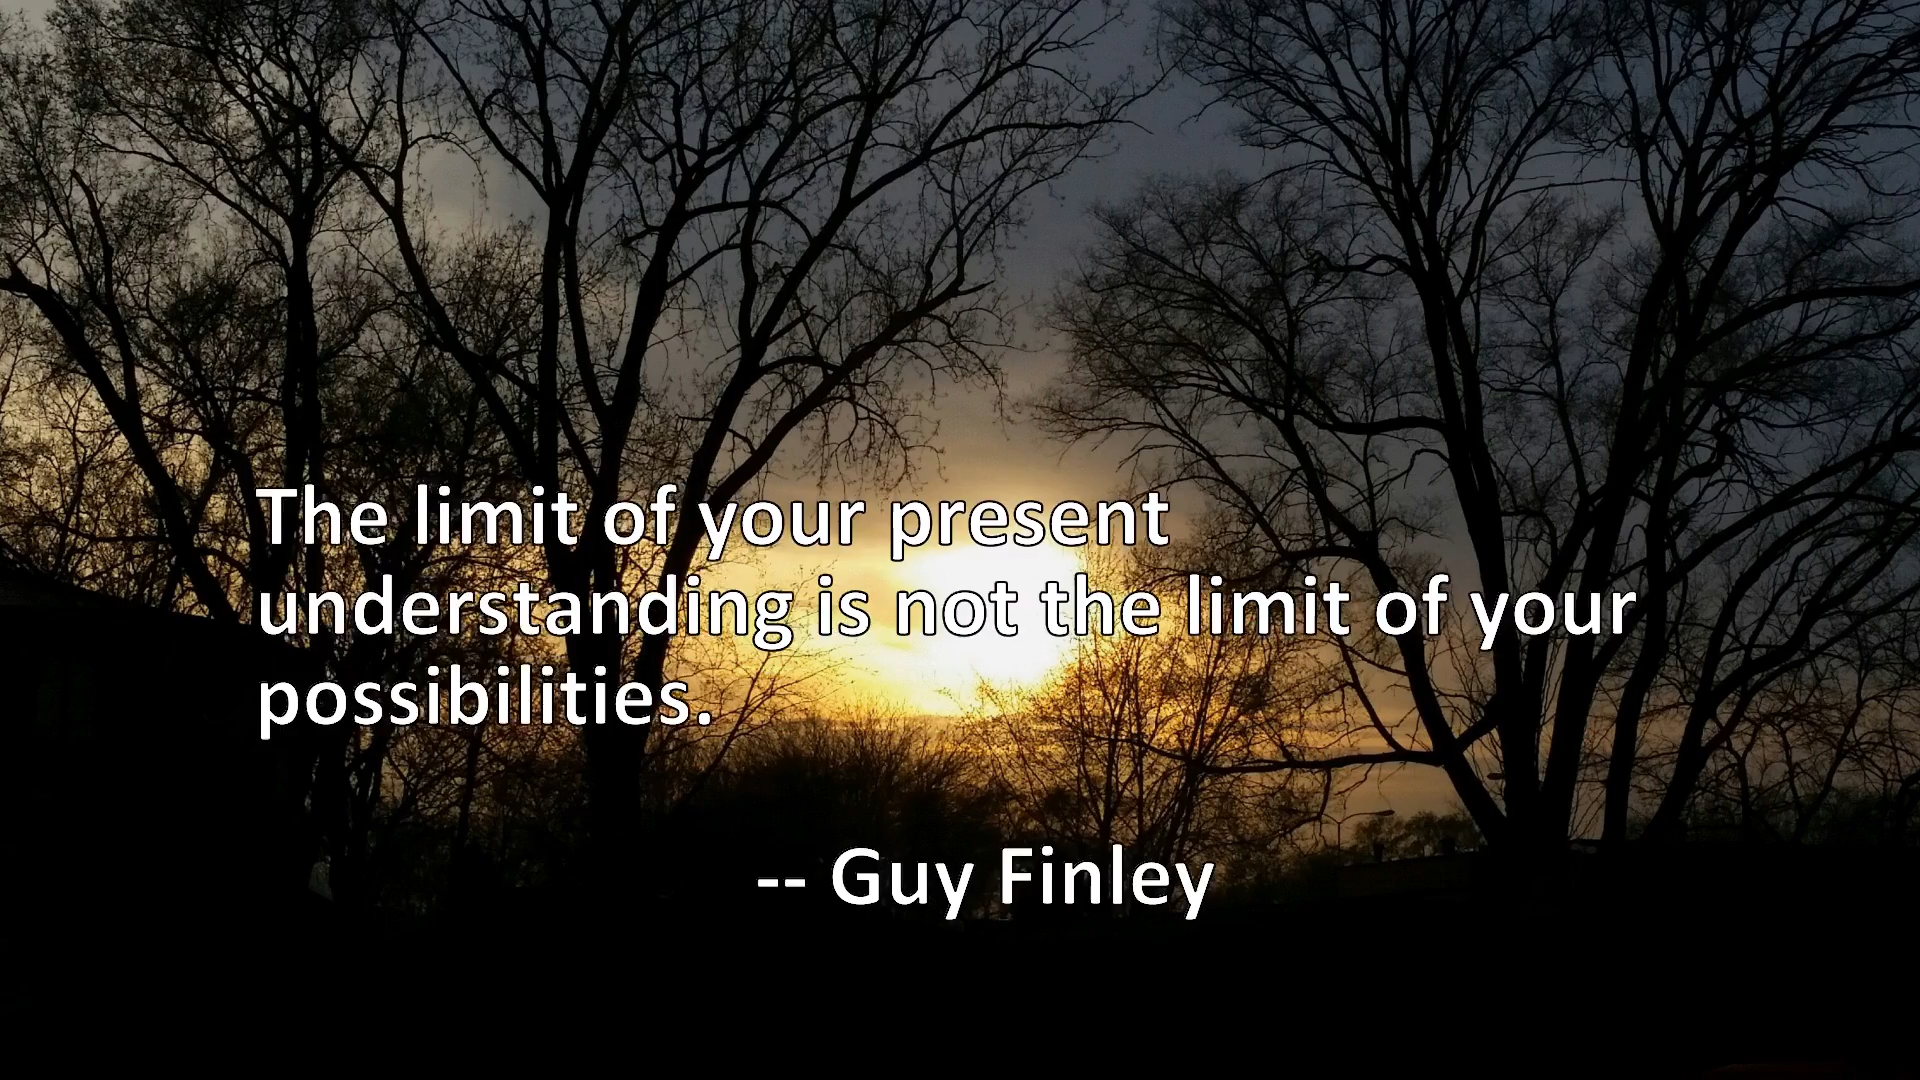 The limit of your present
understanding is not the limit of your
possibilities.
-- Guy Finley